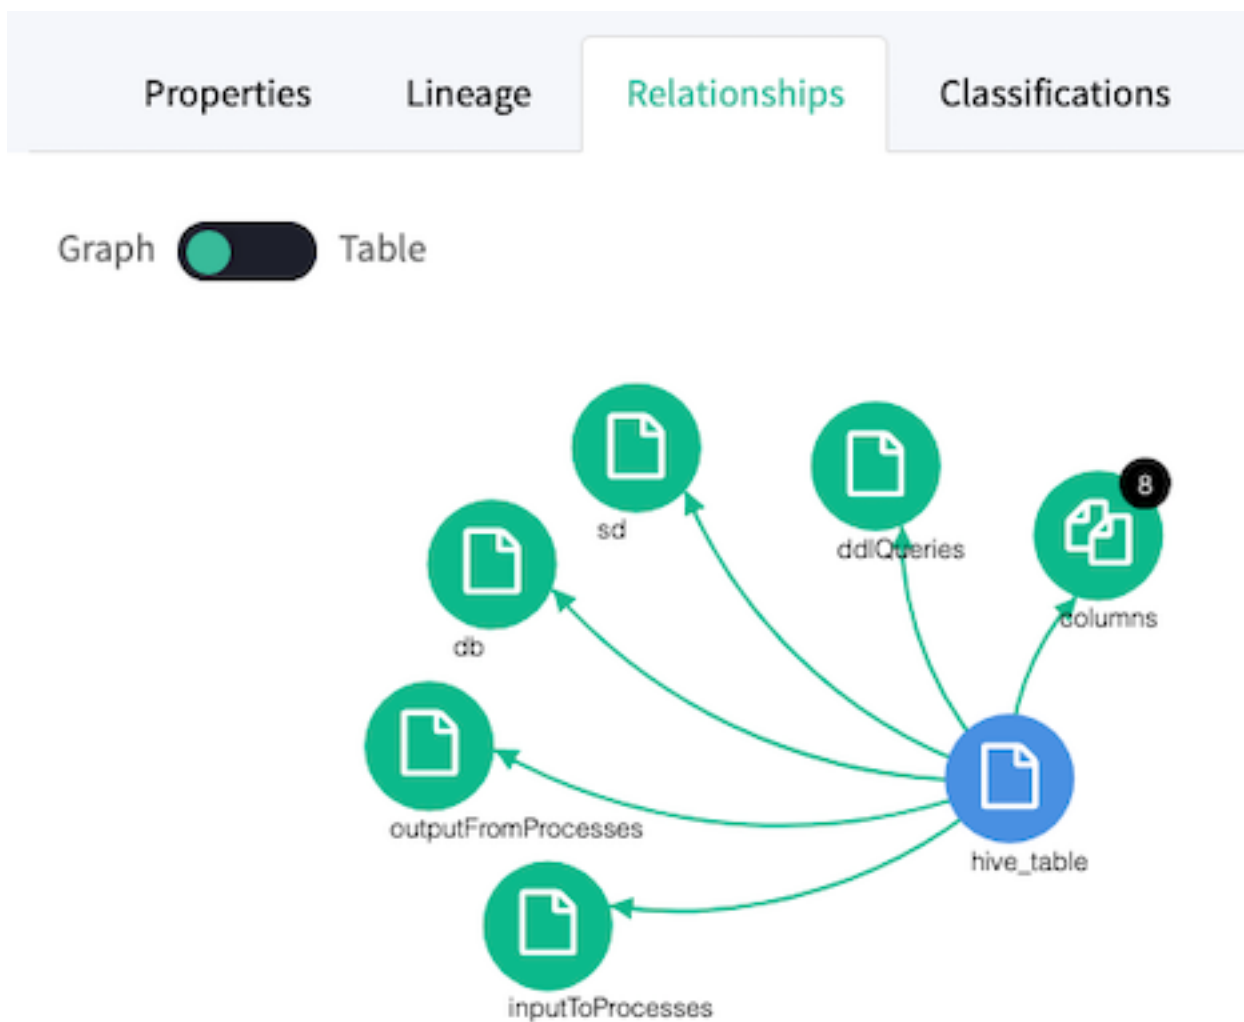 Properties Lineage Relationships Classifications
Graph Table
8
sd
ddlQueries
columns
db
outputFromProcesses
hive_table
inputToProcesses